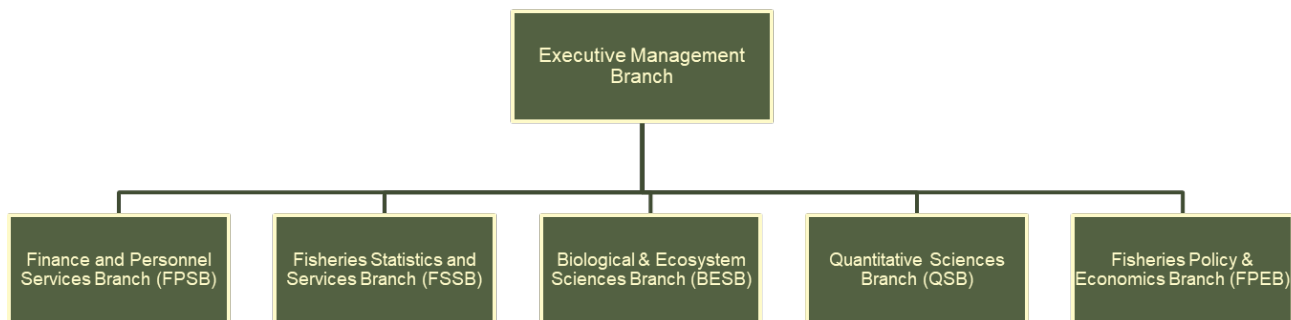 Executive Management
Branch
Finance and Personnel
Services Branch (FPSB)
Fisheries Statistics and
Services Branch (FSSB)
Biological & Ecosystem
Sciences Branch (BESB)
Quantitative Sciences
Branch (QSB)
Fisheries Policy &
Economics Branch (FPEB)